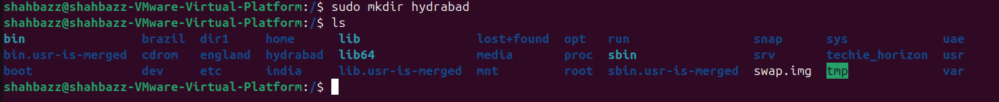 shahbazz@shahbazz-VMware-Virtual-Platform:/$ sudo mkdir hydrabad
shahbazz@shahbazz-VMware-Virtual-Platform:/$ ls
bin brazil dir1 home lib lost+found opt run snap sys uae
bin.usr-is-merged cdrom england hydrabad lib64 media proc sbin srv techie_horizon usr
boot dev etc india lib.usr-is-merged mnt root sbin.usr-is-merged swap.img tmp var
shahbazz@shahbazz-VMware-Virtual-Platform:/$